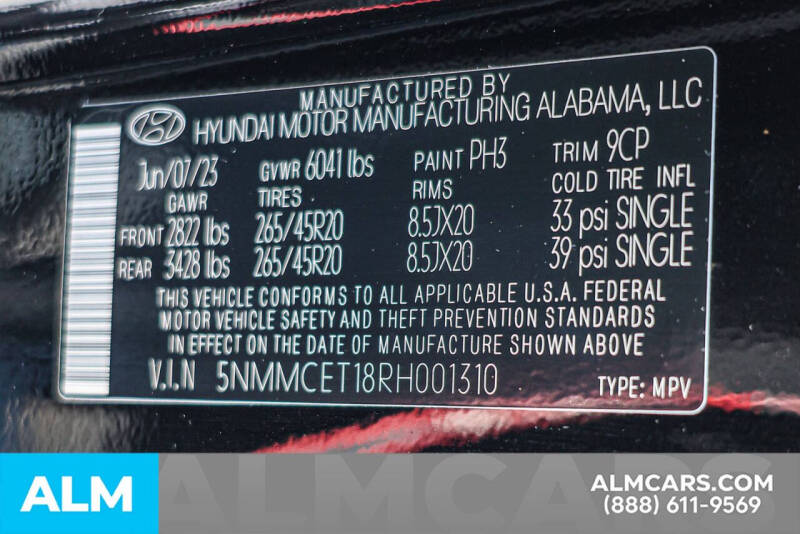 MANUFACTURED BY
HYUNDAI MOTOR MANUFACTURING ALABAMA, LLC
Jun/07/23 GVWR 6041 lbs PAINT PH3 TRIM 9CP
GAWR TIRES RIMS COLD TIRE INFL
FRONT 2822 lbs 265/45R20 8.5JX20 33 psi SINGLE
REAR 3428 lbs 265/45R20 8.5JX20 39 psi SINGLE
THIS VEHICLE CONFORMS TO ALL APPLICABLE U.S.A. FEDERAL
MOTOR VEHICLE SAFETY AND THEFT PREVENTION STANDARDS
IN EFFECT ON THE DATE OF MANUFACTURE SHOWN ABOVE
V.I.N 5NMMCET18RH001310 TYPE: MPV
ALM ALMCARS ALMCARS.COM
(888) 611-9569